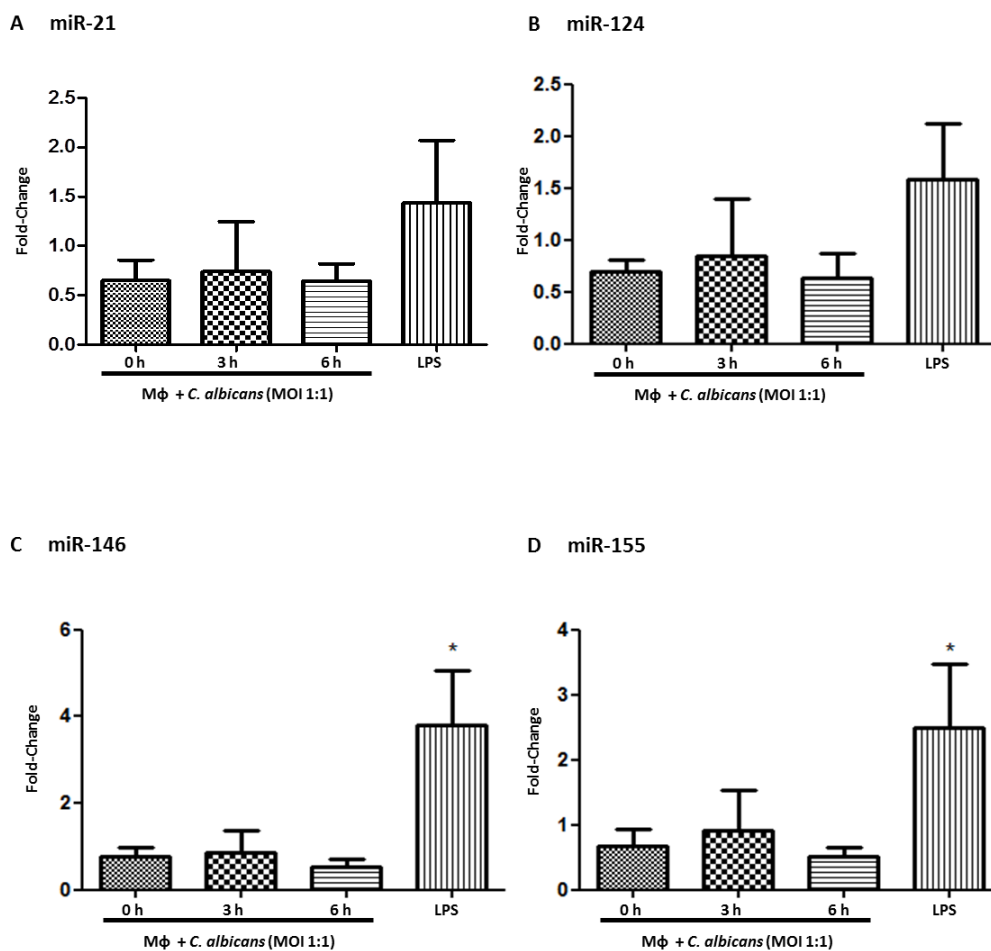 A miR-21
2.5
2.0
1.5
1.0
0.5
0.0
Fold-Change
0 h 3 h 6 h LPS
Mϕ + C. albicans (MOI 1:1)
B miR-124
2.5
2.0
1.5
1.0
0.5
0.0
Fold-Change
0 h 3 h 6 h LPS
Mϕ + C. albicans (MOI 1:1)
C miR-146
6
4
2
0
Fold-Change
*
0 h 3 h 6 h LPS
Mϕ + C. albicans (MOI 1:1)
D miR-155
4
3
2
1
0
Fold-Change
*
0 h 3 h 6 h LPS
Mϕ + C. albicans (MOI 1:1)